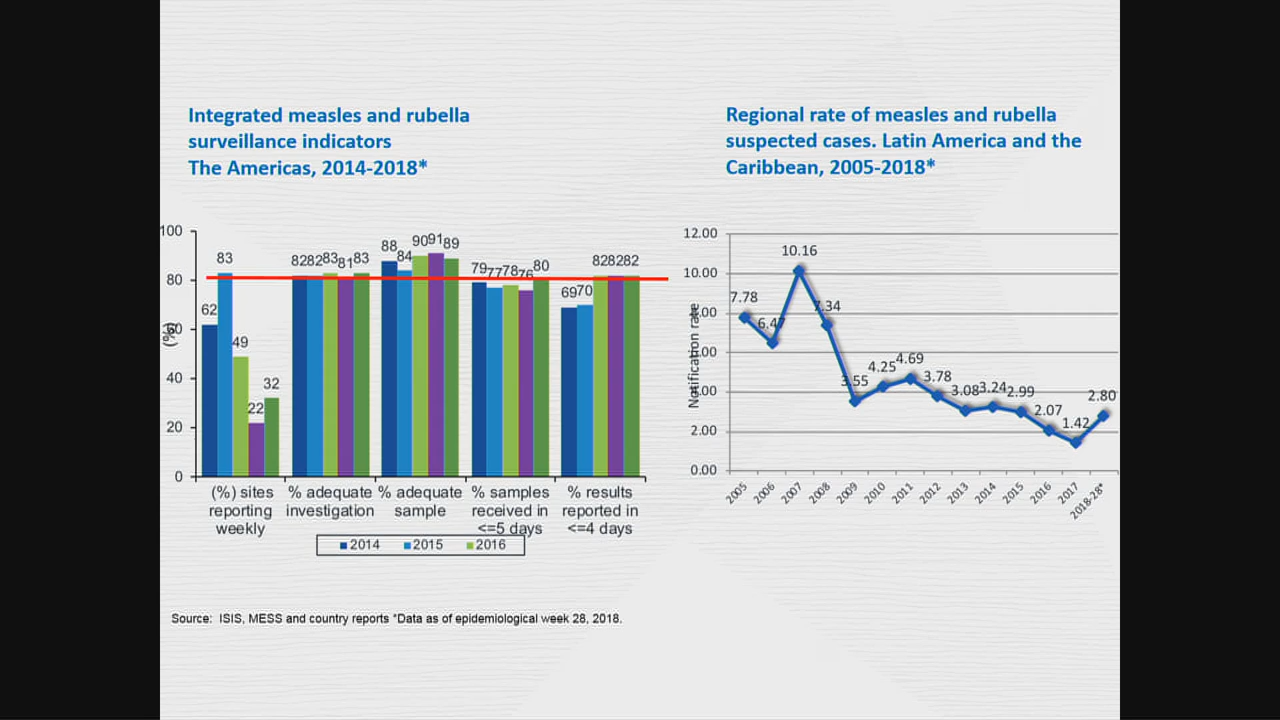 Integrated measles and rubella
surveillance indicators
The Americas, 2014-2018*
Regional rate of measles and rubella
suspected cases. Latin America and the
Caribbean, 2005-2018*
100
80
60
40
20
0
(%)
62
83
49
22
32
82 82 83 81 83
88 84 90 91 89
79 77 78 76 80
69 70 82 82 82
(%) sites
reporting
weekly
% adequate
investigation
% adequate
sample
% samples
received in
<=5 days
% results
reported in
<=4 days
2014 2015 2016
12.00
10.00
2.00
0.00
Notification rate
7.78
6.47
10.16
7.34
3.55
4.25
4.69
3.78
3.08
3.24
2.99
2.07
1.42
2.80
2005 2006 2007 2008 2009 2010 2011 2012 2013 2014 2015 2016 2017 2018-28*
Source: ISIS, MESS and country reports *Data as of epidemiological week 28, 2018.